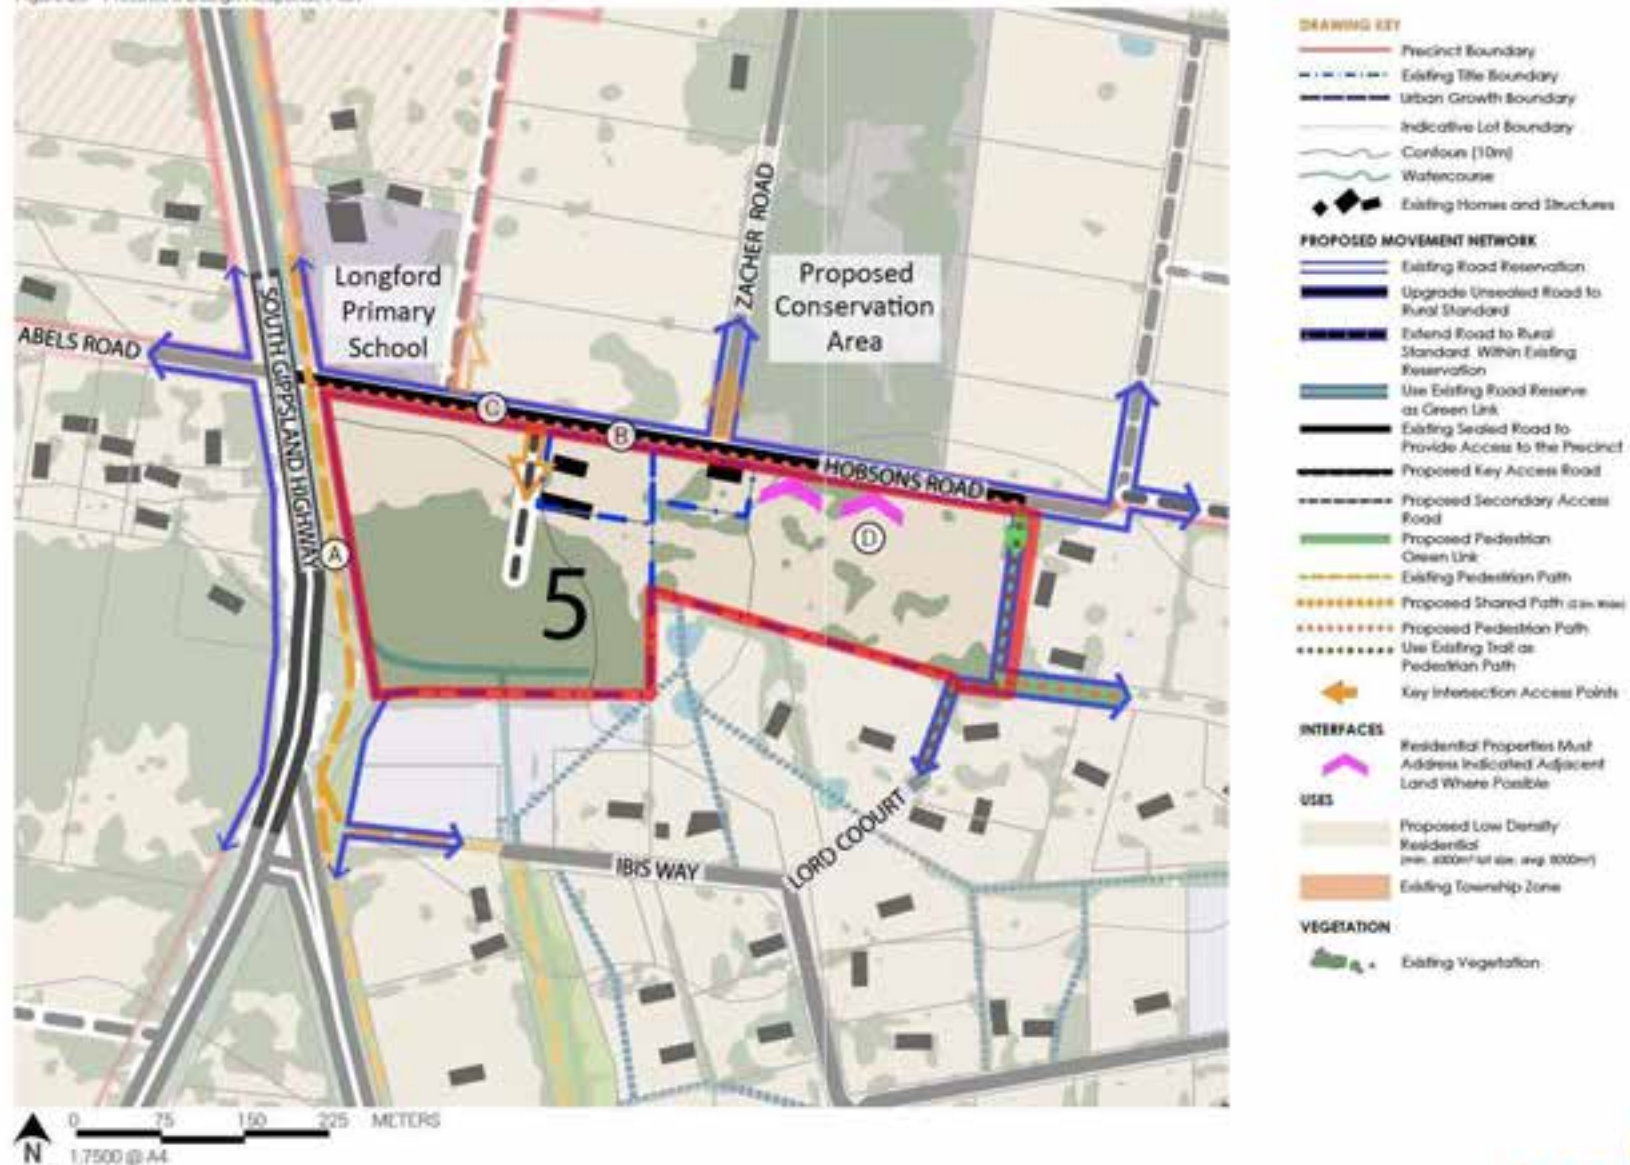 DRAWING KEY
Precinct Boundary
Existing Title Boundary
Urban Growth Boundary
Indicative Lot Boundary
Contours (10m)
Watercourse
Existing Homes and Structures
PROPOSED MOVEMENT NETWORK
Existing Road Reservation
Upgrade Unsealed Road to
Rural Standard
Extend Road to Rural
Standard Within Existing
Reservation
Use Existing Road Reserve
as Green Link
Existing Sealed Road to
Provide Access to the Precinct
Proposed Key Access Road
Proposed Secondary Access
Road
Proposed Pedestrian
Green Link
Existing Pedestrian Path
Proposed Shared Path
Proposed Pedestrian Path
Use Existing Trail as
Pedestrian Path
Key Intersection Access Points
INTERFACES
Residential Properties Must
Address Indicated Adjacent
Land Where Possible
USES
Proposed Low Density
Residential
(min. 6000m² lot size, avg. 8000m²)
Existing Township Zone
VEGETATION
Existing Vegetation
ZACHER ROAD
Longford
Primary
School
Proposed
Conservation
Area
ABELS ROAD
SOUTH GIPPSLAND HIGHWAY
C
B
HOBSONS ROAD
A
D
5
LORD COOURT
IBIS WAY
0 75 150 225 METERS
N
1:7500 @ A4